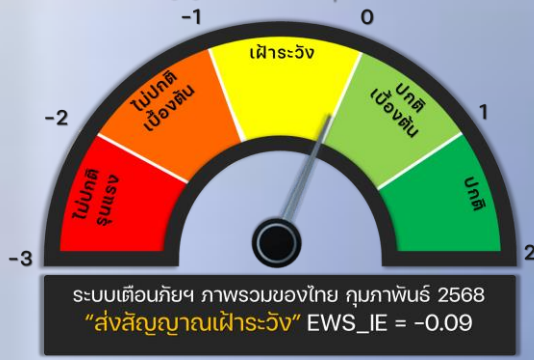 -1
0
เฝ้าระวัง
ไม่ปกติ
เบื้องต้น
ปกติ
เบื้องต้น
-2
1
ไม่ปกติ
รุนแรง
ปกติ
-3
2
ระบบเตือนภัยฯ ภาพรวมของไทย กุมภาพันธ์ 2568
“ส่งสัญญาณเฝ้าระวัง” EWS_IE = -0.09